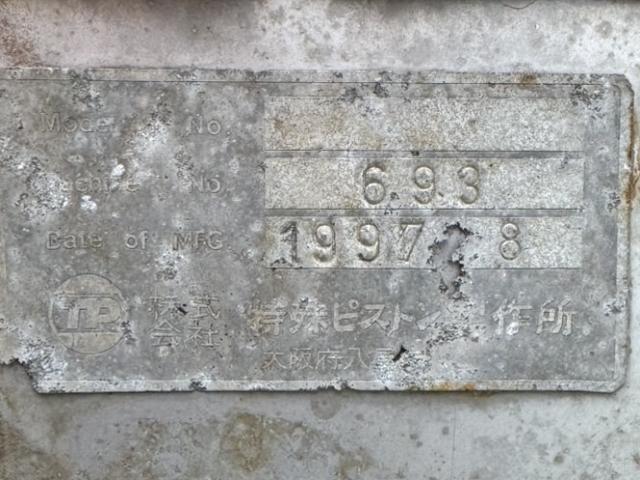 Model No.
Machine No. 693
Date of MFG 1997 8
TP 株式会社 特殊ピストン製作所
大阪府八